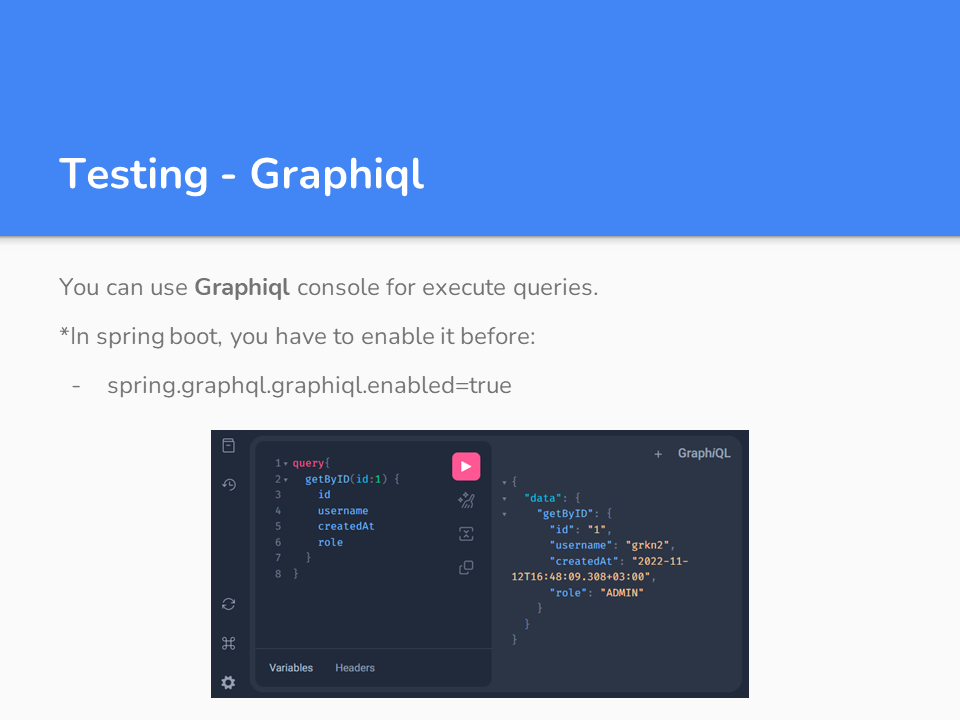 Testing - Graphiql
You can use Graphiql console for execute queries.
*In spring boot, you have to enable it before:
- spring.graphql.graphiql.enabled=true
1 query{
2 getByID(id:1) {
3 id
4 username
5 createdAt
6 role
7 }
8 }
Variables Headers
+ GraphiQL
{
"data": {
"getByID": {
"id": "1",
"username": "grkn2",
"createdAt": "2022-11-
12T16:48:09.308+03:00",
"role": "ADMIN"
}
}
}